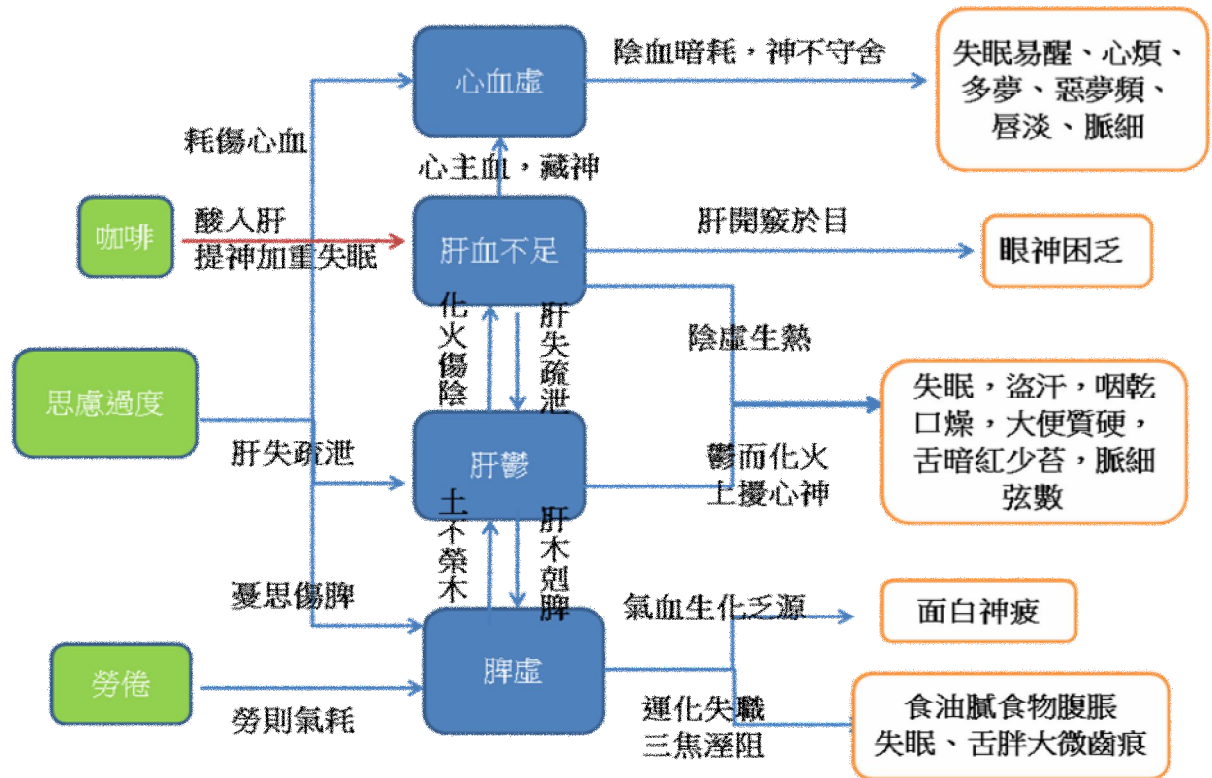 心血虛
陰血暗耗，神不守舍
失眠易醒、心煩、
多夢、惡夢頻、
唇淡、脈細
耗傷心血
心主血，藏神
咖啡
酸入肝
提神加重失眠
肝血不足
肝開竅於目
眼神困乏
化火傷陰
肝失疏泄
陰虛生熱
思慮過度
肝失疏泄
肝鬱
鬱而化火
上擾心神
失眠，盜汗，咽乾
口燥，大便質硬，
舌暗紅少苔，脈細
弦數
土不榮木
肝木剋脾
憂思傷脾
氣血生化乏源
面白神疲
勞倦
勞則氣耗
脾虛
運化失職
三焦溼阻
食油膩食物腹脹
失眠、舌胖大微齒痕